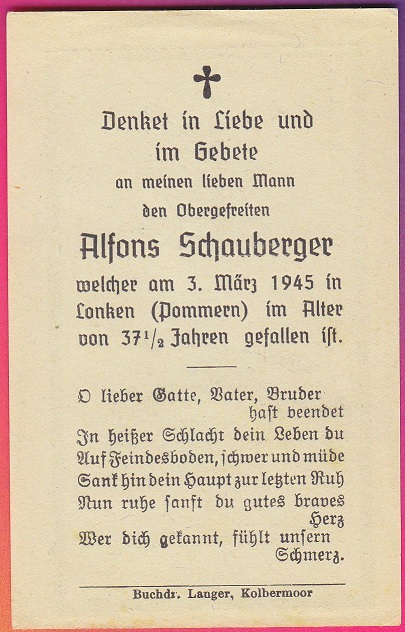 Denket in Liebe und
im Gebete
an meinen lieben Mann
den Obergefreiten
Alfons Schauberger
welcher am 3. März 1945 in
Lonken (Pommern) im Alter
von 37 1/2 Jahren gefallen ist.
O lieber Gatte, Vater, Bruder
hast beendet
In heißer Schlacht dein Leben du
Auf Feindesboden, schwer und müde
Sank hin dein Haupt zur letzten Ruh
Nun ruhe sanft du gutes braves
Herz
Wer dich gekannt, fühlt unsern
Schmerz.
Buchdr. Langer, Kolbermoor